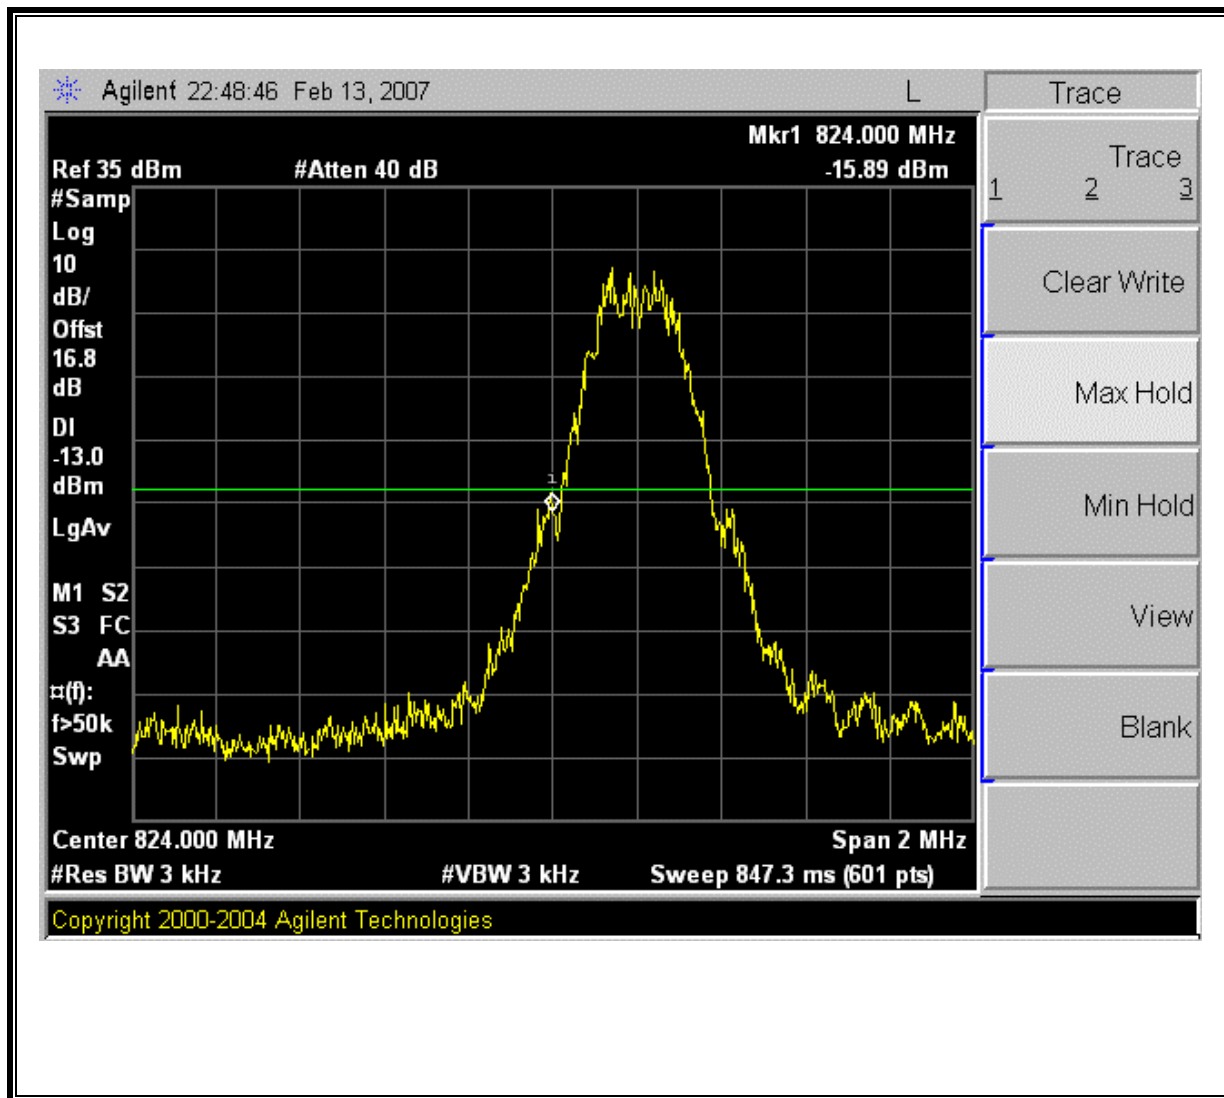 Agilent 22:48:46 Feb 13, 2007 L Trace
Mkr1 824.000 MHz
Ref 35 dBm #Atten 40 dB -15.89 dBm
#Samp
Log
10
dB/
Offst
16.8
dB
DI
-13.0
dBm
LgAv
M1 S2
S3 FC
AA
¤(f):
f>50k
Swp
1
Center 824.000 MHz Span 2 MHz
#Res BW 3 kHz #VBW 3 kHz Sweep 847.3 ms (601 pts)
Copyright 2000-2004 Agilent Technologies
Trace
1 2 3
Clear Write
Max Hold
Min Hold
View
Blank